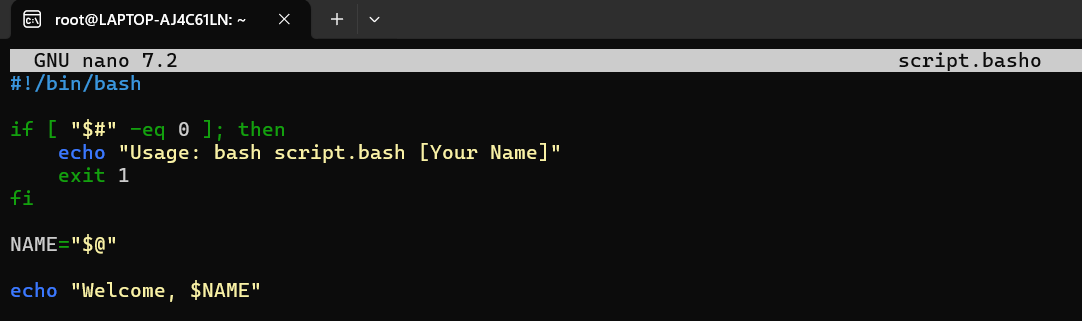 root@LAPTOP-AJ4C61LN: ~
GNU nano 7.2 script.basho
#!/bin/bash
if [ "$#" -eq 0 ]; then
    echo "Usage: bash script.bash [Your Name]"
    exit 1
fi
NAME="$@"
echo "Welcome, $NAME"